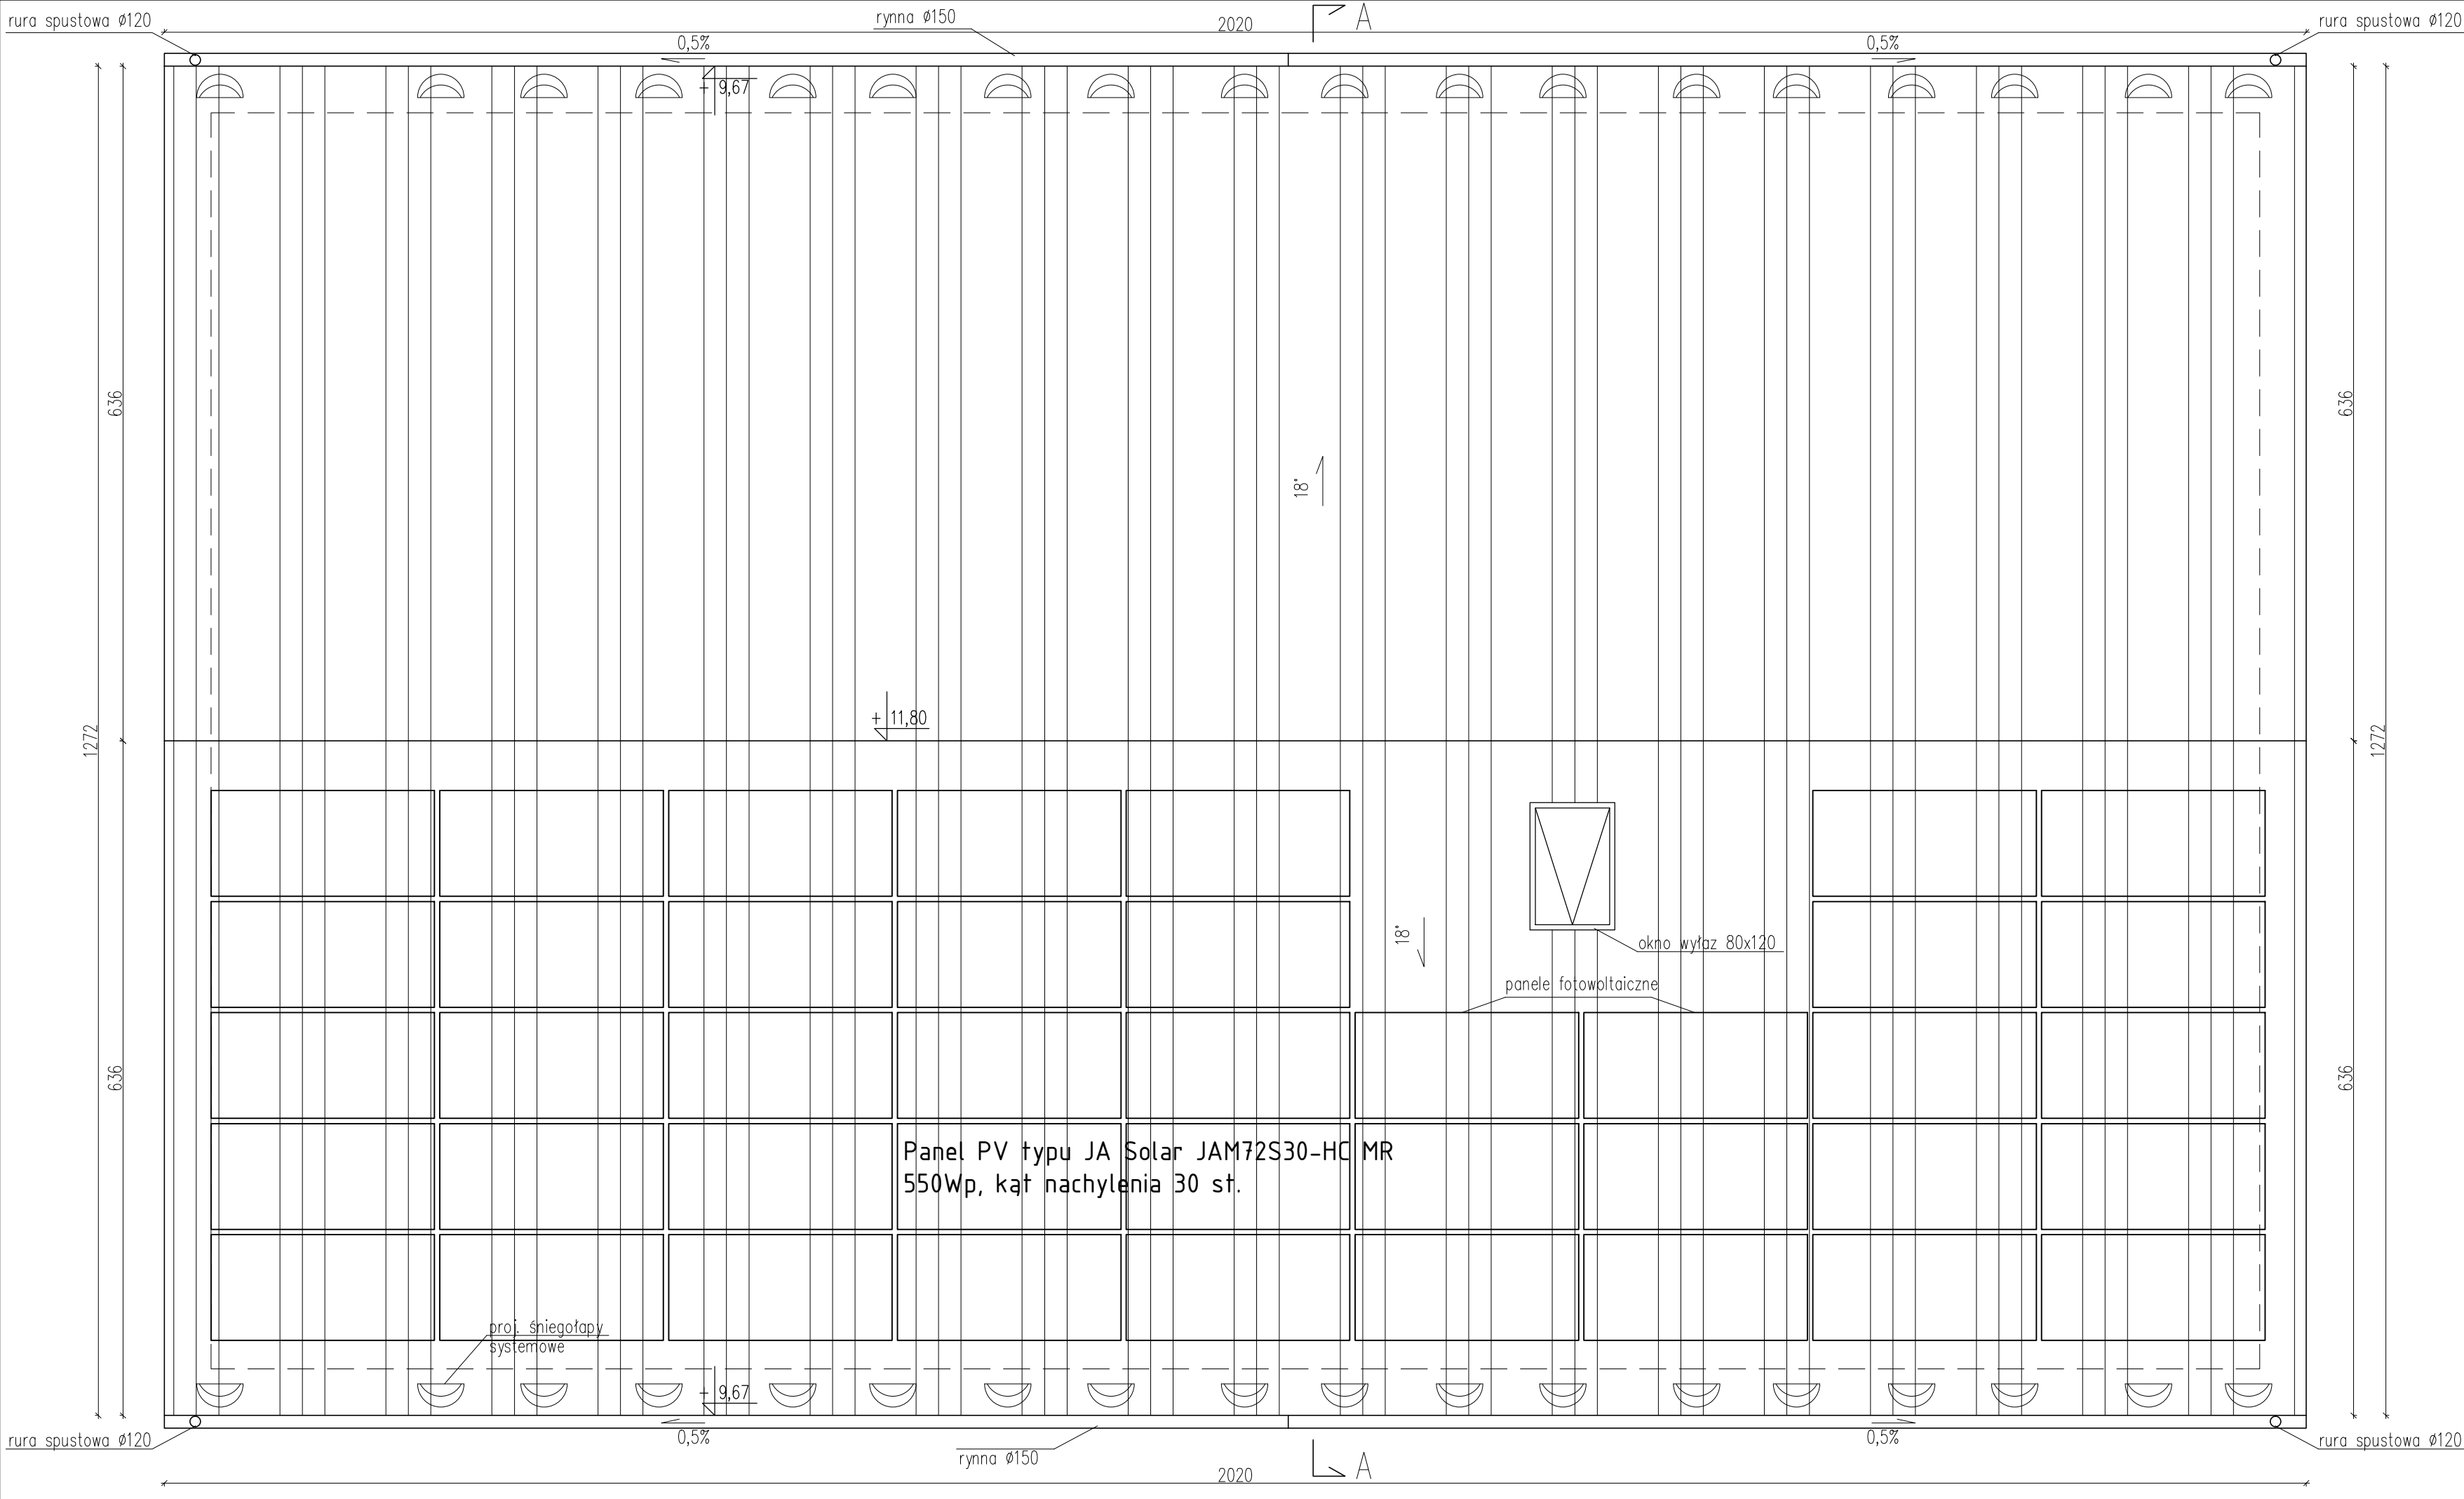 rura spustowa Ø120
rynna Ø150
2020
A
rura spustowa Ø120
0,5%
0,5%
+ 9,67
636
636
18°
+ 11,80
1272
1272
18°
okno wyłaz 80x120
panele fotowoltaiczne
636
636
Panel PV typu JA Solar JAM72S30-HC MR
550Wp, kąt nachylenia 30 st.
proj. śniegołapy
systemowe
+ 9,67
rura spustowa Ø120
0,5%
0,5%
rura spustowa Ø120
rynna Ø150
2020
A